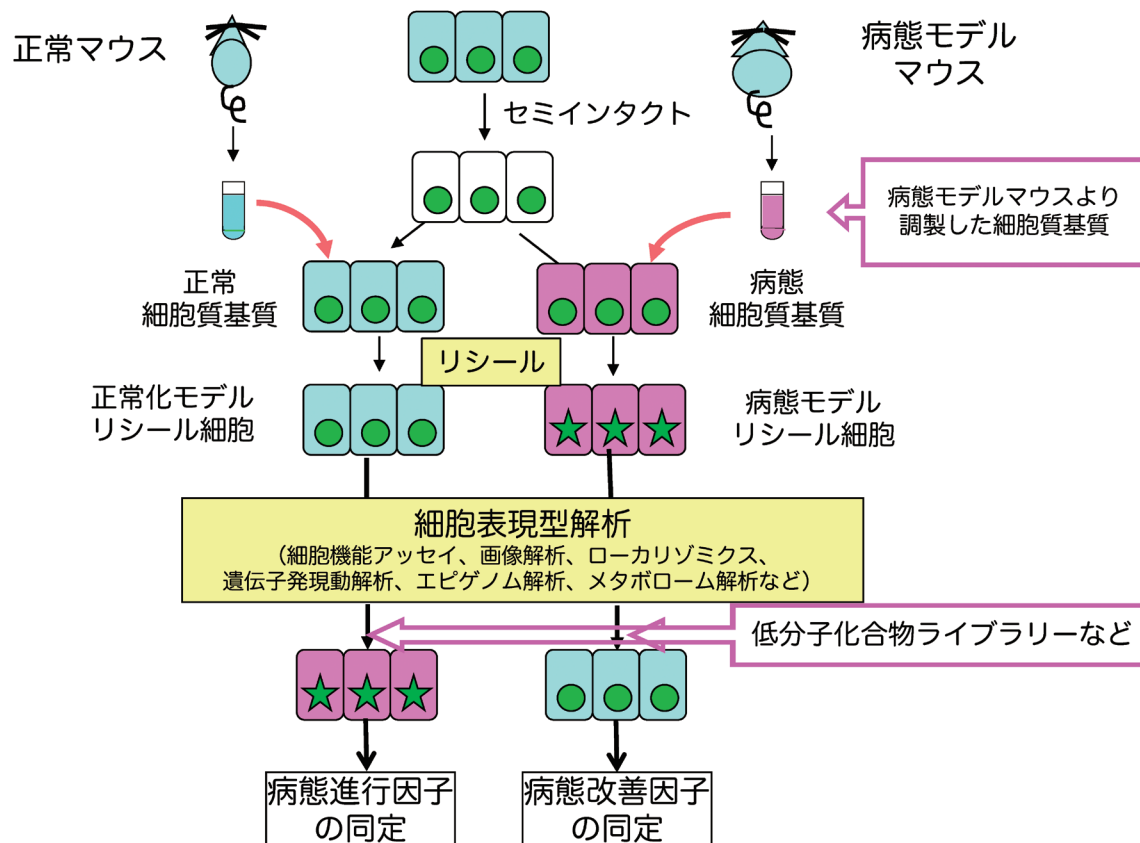 正常マウス
病態モデル
マウス
セミインタクト
病態モデルマウスより
調製した細胞質基質
正常
細胞質基質
病態
細胞質基質
リシール
正常化モデル
リシール細胞
病態モデル
リシール細胞
細胞表現型解析
（細胞機能アッセイ、画像解析、ローカリゾミクス、
遺伝子発現動解析、エピゲノム解析、メタボローム解析など）
低分子化合物ライブラリーなど
病態進行因子
の同定
病態改善因子
の同定